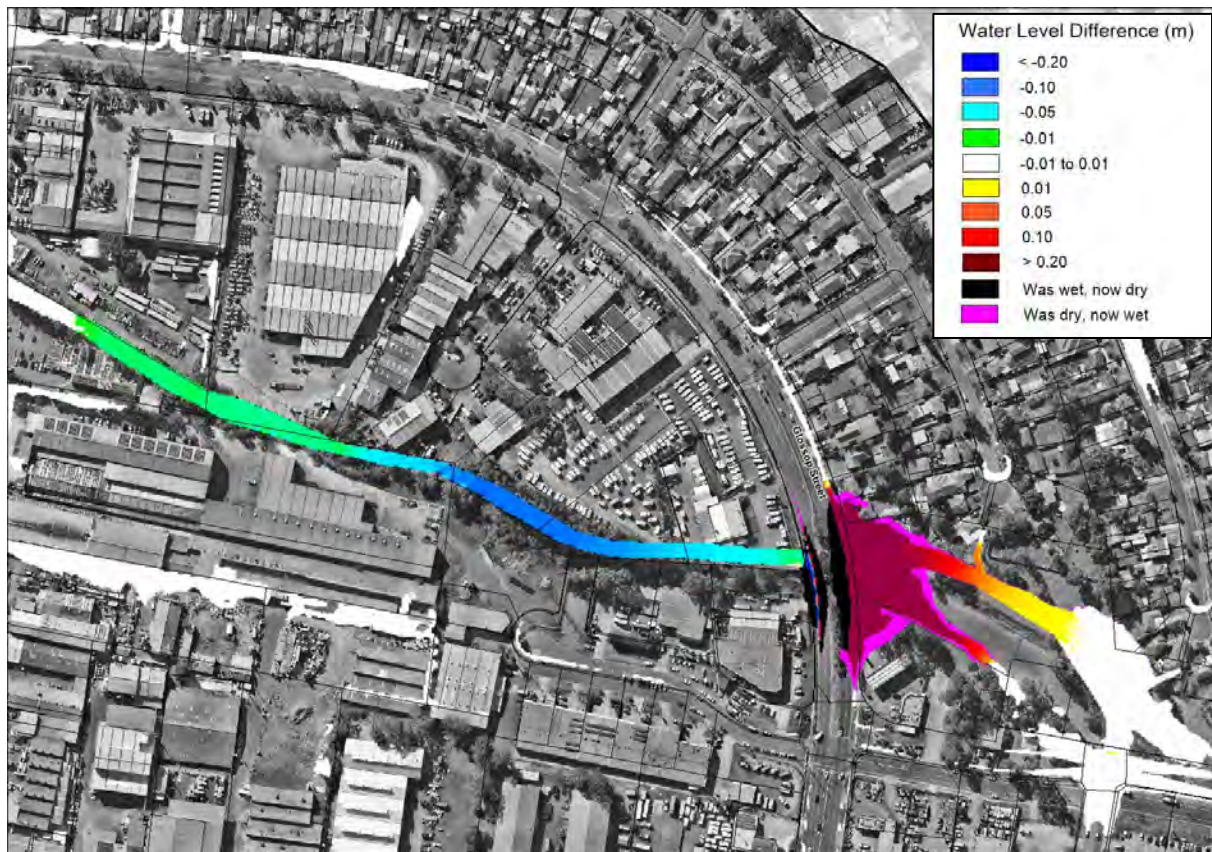 Water Level Difference (m)
< -0.20
-0.10
-0.05
-0.01
-0.01 to 0.01
0.01
0.05
0.10
> 0.20
Was wet, now dry
Was dry, now wet
Glossop Street